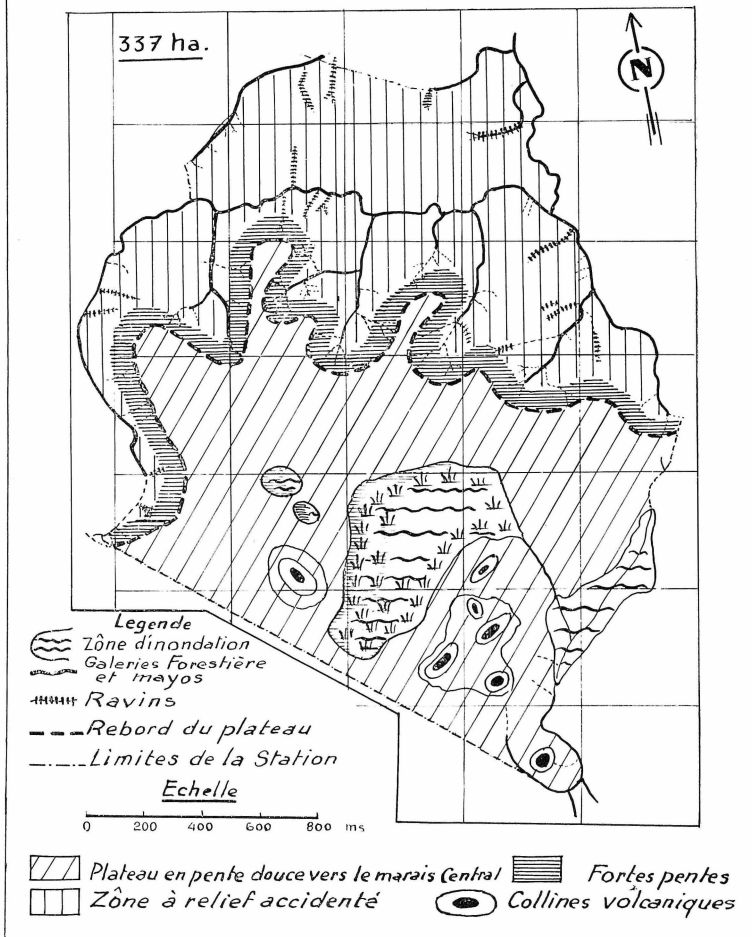 337 ha.
N
Legende
Zône d'inondation
Galeries Forestière
et mayos
Ravins
Rebord du plateau
Limites de la Station
Echelle
0 200 400 600 800 ms
Plateau en pente douce vers le marais Central
Fortes pentes
Zône à relief accidenté
Collines volcaniques